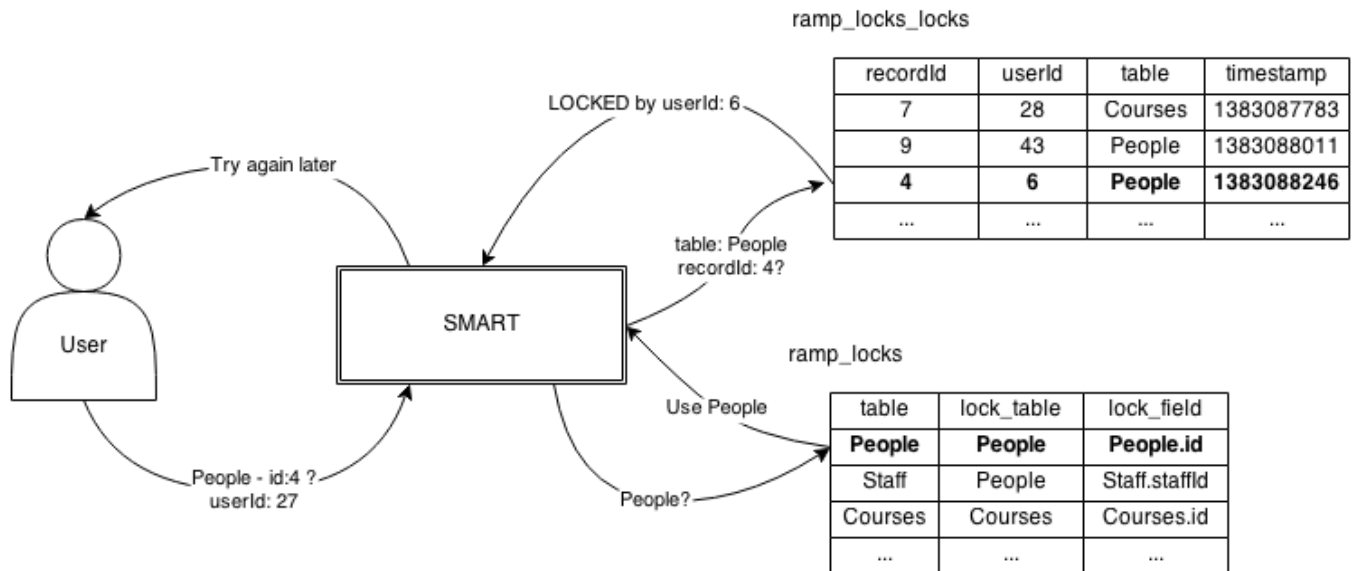 ramp_locks_locks
recordId userId table timestamp
7 28 Courses 1383087783
9 43 People 1383088011
4 6 People 1383088246
... ... ... ...
LOCKED by userId: 6
Try again later
table: People
recordId: 4?
SMART
User
ramp_locks
table lock_table lock_field
People People People.id
Staff People Staff.staffId
Courses Courses Courses.id
... ... ...
Use People
People - id:4 ?
userId: 27
People?